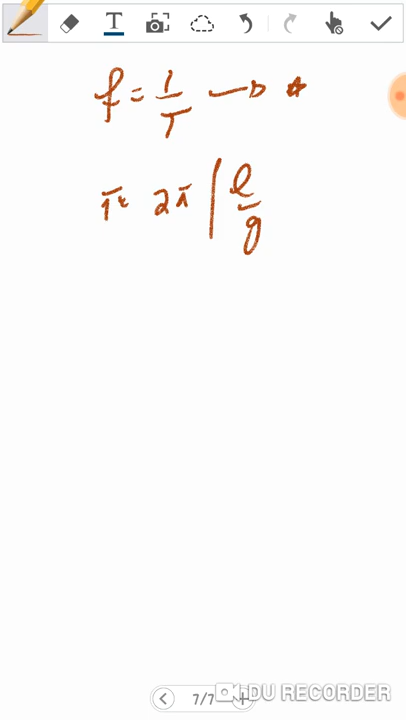 T
f = 1/T → *
T = 2π | l/g
7/7
DU RECORDER